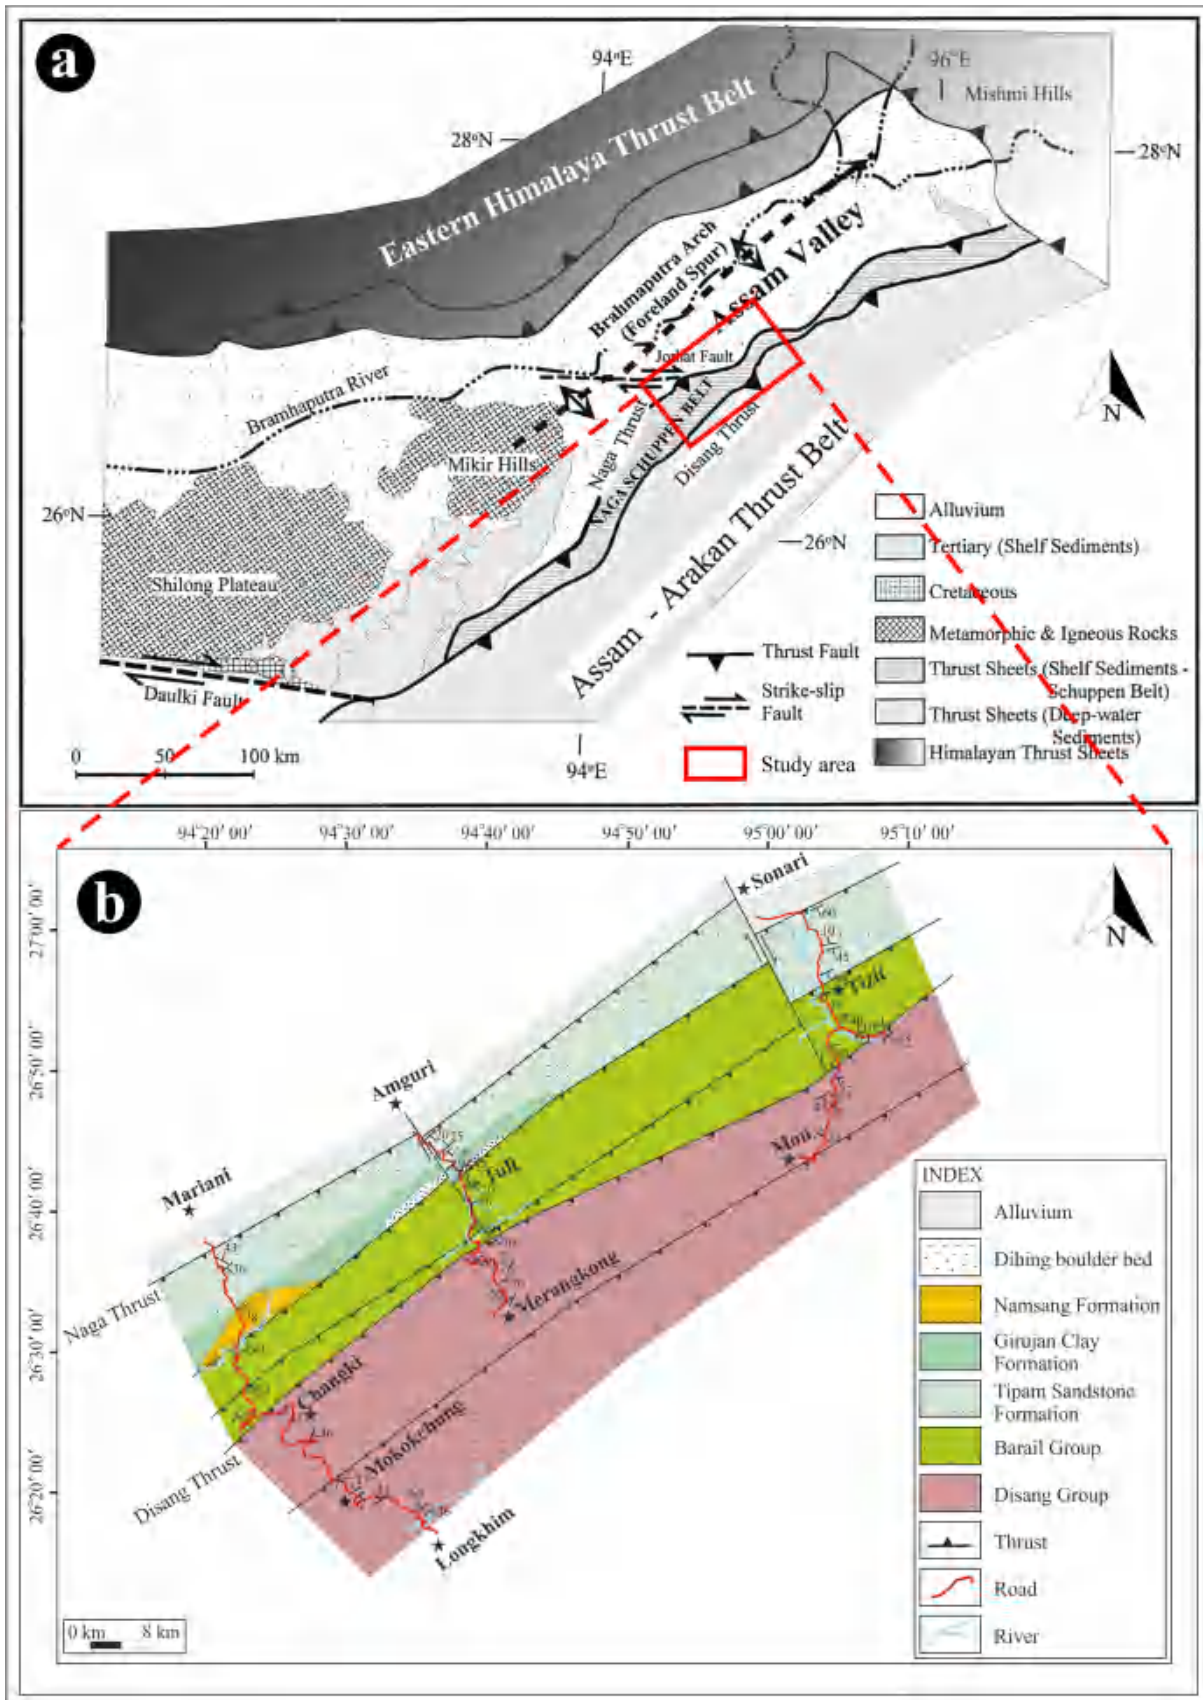 a
94°E
96°E
Mishmi Hills
28°N
28°N
Eastern Himalaya Thrust Belt
Brahmaputra Arch
(Foreland Spur)
Assam Valley
Jorhat Fault
Bramhaputra River
Mikir Hills
Naga Thrust
NAGA SCHUPPEN BELT
Disang Thrust
N
26°N
26°N
Shilong Plateau
Daulki Fault
Assam - Arakan Thrust Belt
0 50 100 km
94°E
Thrust Fault
Strike-slip
Fault
Study area
Alluvium
Tertiary (Shelf Sediments)
Cretaceous
Metamorphic & Igneous Rocks
Thrust Sheets (Shelf Sediments -
Schuppen Belt)
Thrust Sheets (Deep-water
Sediments)
Himalayan Thrust Sheets
94°20' 00' 94°30' 00' 94°40' 00' 94°50' 00' 95°00' 00' 95°10' 00'
b
27°00' 00'
26°50' 00'
26°40' 00'
26°30' 00'
26°20' 00'
N
Sonari
Tizit
Amguri
Tuli
Mon
Mariani
Merangkong
Naga Thrust
Changki
Mokokchung
Disang Thrust
Longkhim
0 km 8 km
INDEX
Alluvium
Dihing boulder bed
Namsang Formation
Girujan Clay
Formation
Tipam Sandstone
Formation
Barail Group
Disang Group
Thrust
Road
River